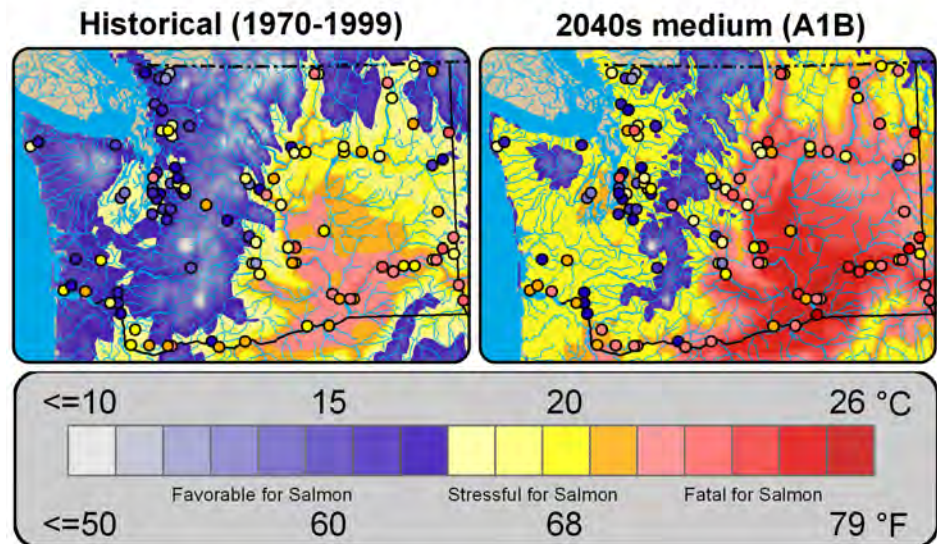 Historical (1970-1999)
2040s medium (A1B)
<=10 15 20 26 °C
Favorable for Salmon Stressful for Salmon Fatal for Salmon
<=50 60 68 79 °F